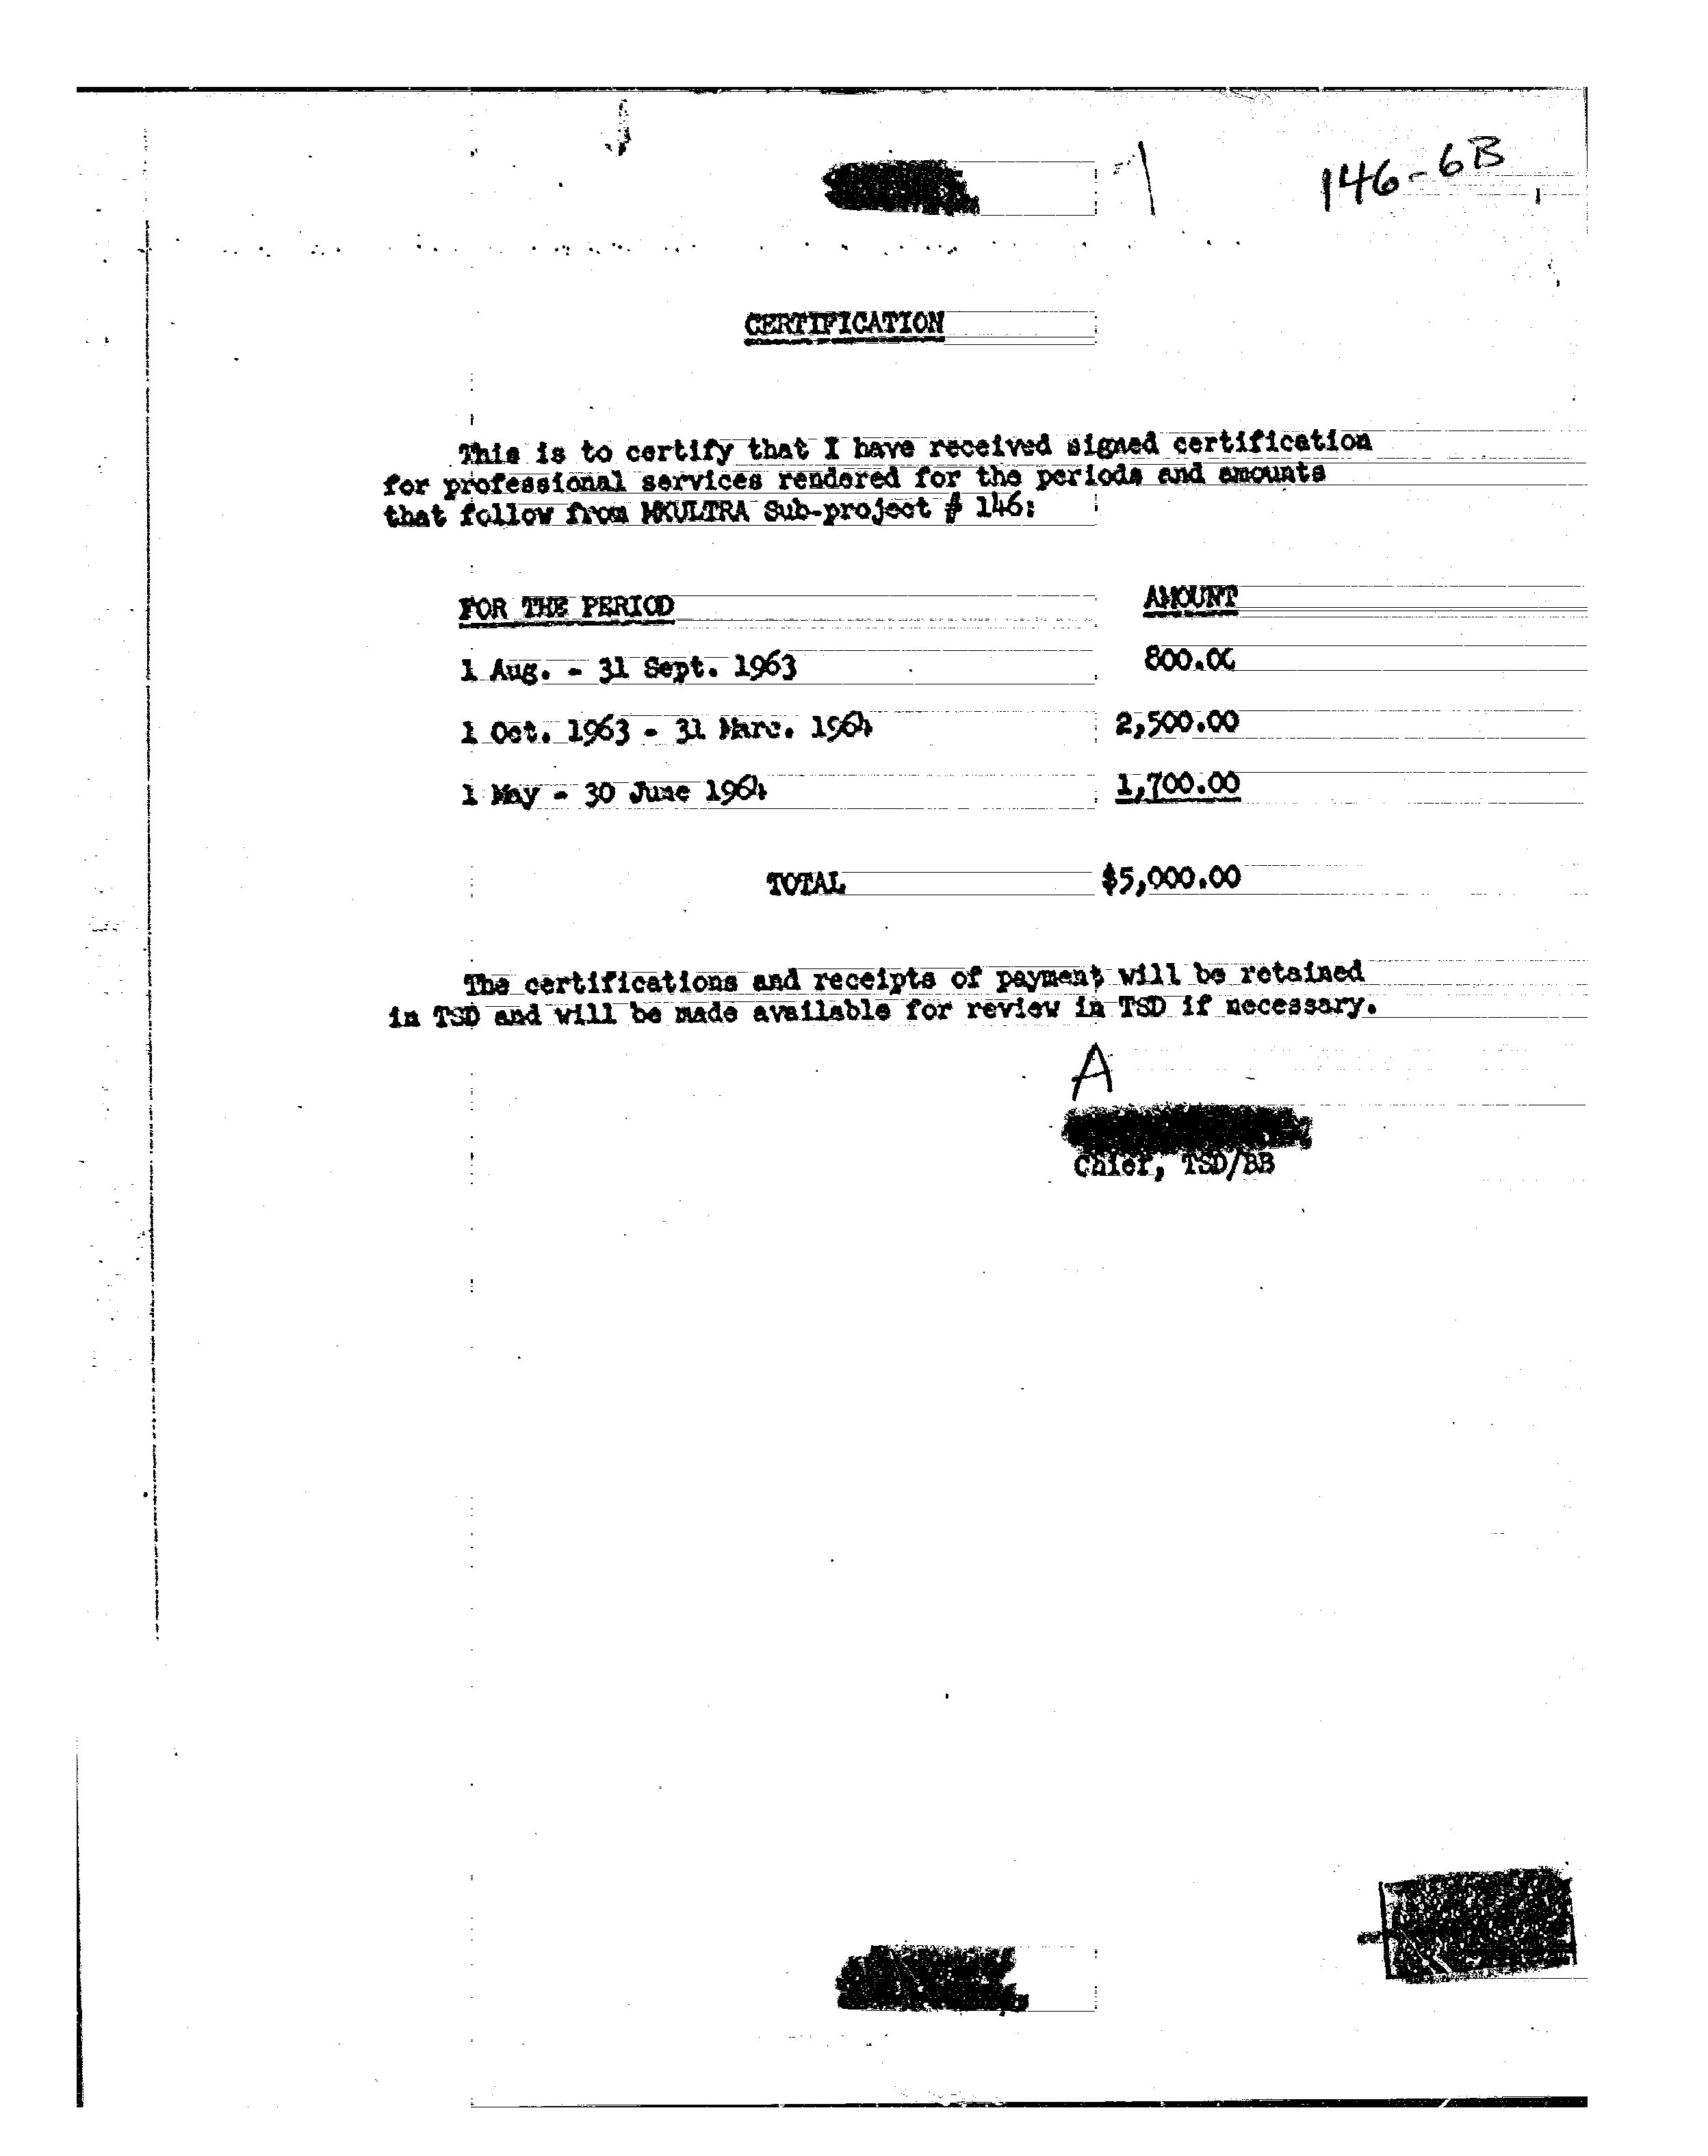 146-6B
CERTIFICATION
This is to certify that I have received signed certification
for professional services rendered for the periods and amounts
that follow from MKULTRA Sub-project # 146:
FOR THE PERIOD AMOUNT
1 Aug. - 31 Sept. 1963 800.00
1 Oct. 1963 - 31 Marc. 1964 2,500.00
1 May - 30 June 1964 1,700.00
TOTAL $5,000.00
The certifications and receipts of payment will be retained
in TSD and will be made available for review in TSD if necessary.
A
Chief, TSD/BB